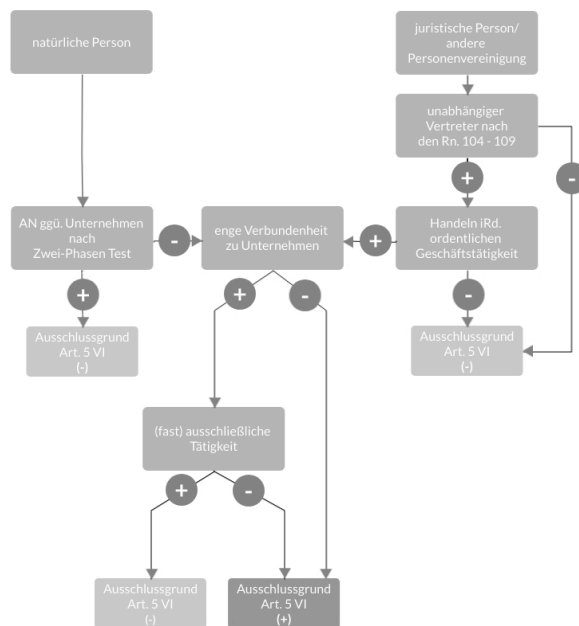 natürliche Person
juristische Person/
andere
Personenvereinigung
unabhängiger
Vertreter nach
den Rn. 104 - 109
+
-
AN ggü. Unternehmen
nach
Zwei-Phasen Test
-
enge Verbundenheit
zu Unternehmen
+
Handeln iRd.
ordentlichen
Geschäftstätigkeit
+
+
-
-
Ausschlussgrund
Art. 5 VI
(-)
Ausschlussgrund
Art. 5 VI
(-)
(fast) ausschließliche
Tätigkeit
+
-
Ausschlussgrund
Art. 5 VI
(-)
Ausschlussgrund
Art. 5 VI
(+)